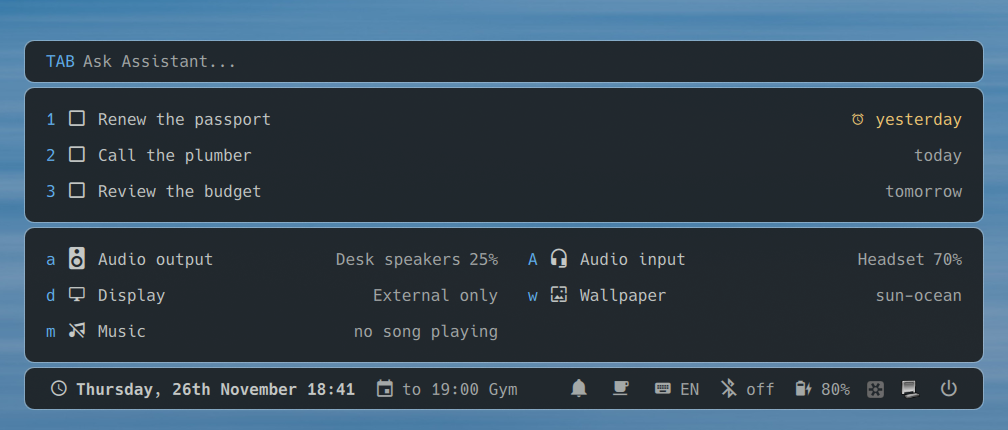 TAB Ask Assistant...
1 Renew the passport yesterday
2 Call the plumber today
3 Review the budget tomorrow
a Audio output Desk speakers 25% A Audio input Headset 70%
d Display External only w Wallpaper sun-ocean
m Music no song playing
Thursday, 26th November 18:41 to 19:00 Gym EN off 80%